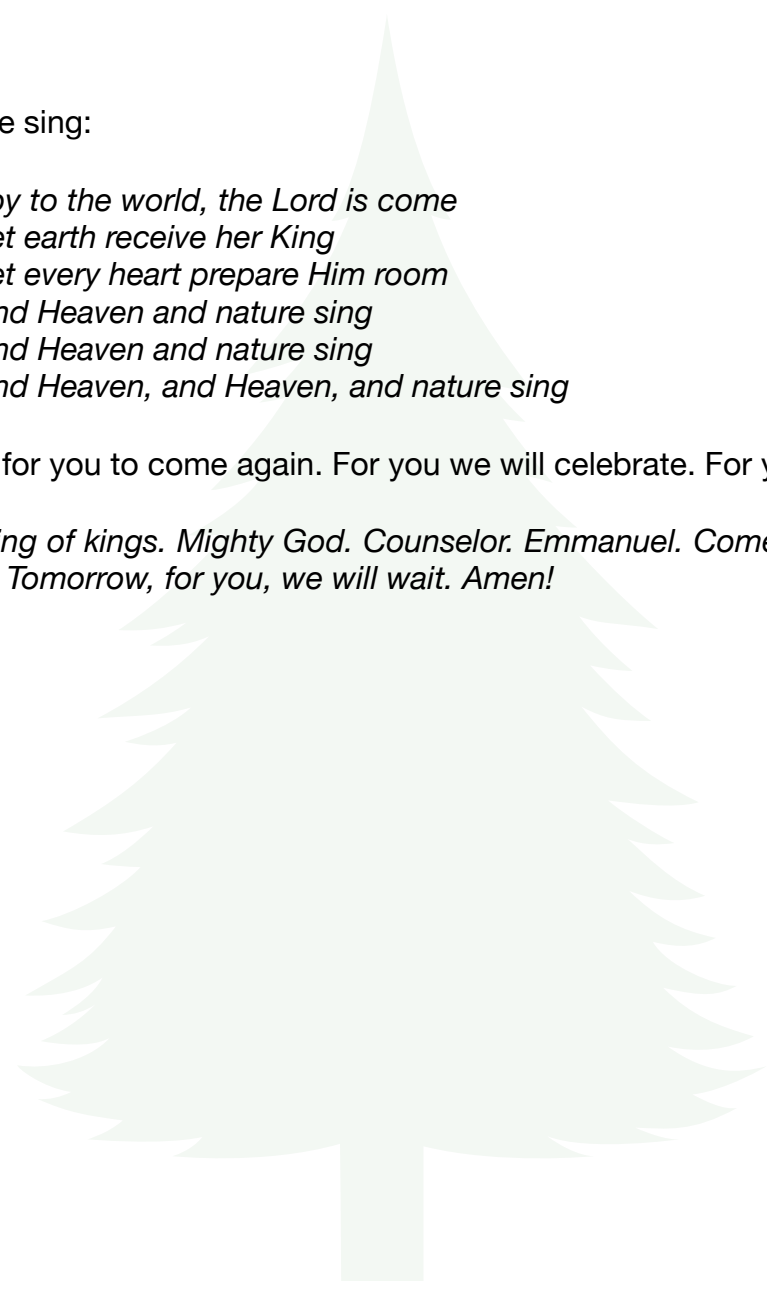 e sing:
oy to the world, the Lord is come
et earth receive her King
et every heart prepare Him room
nd Heaven and nature sing
nd Heaven and nature sing
nd Heaven, and Heaven, and nature sing
for you to come again. For you we will celebrate. For y
ing of kings. Mighty God. Counselor. Emmanuel. Come
Tomorrow, for you, we will wait. Amen!